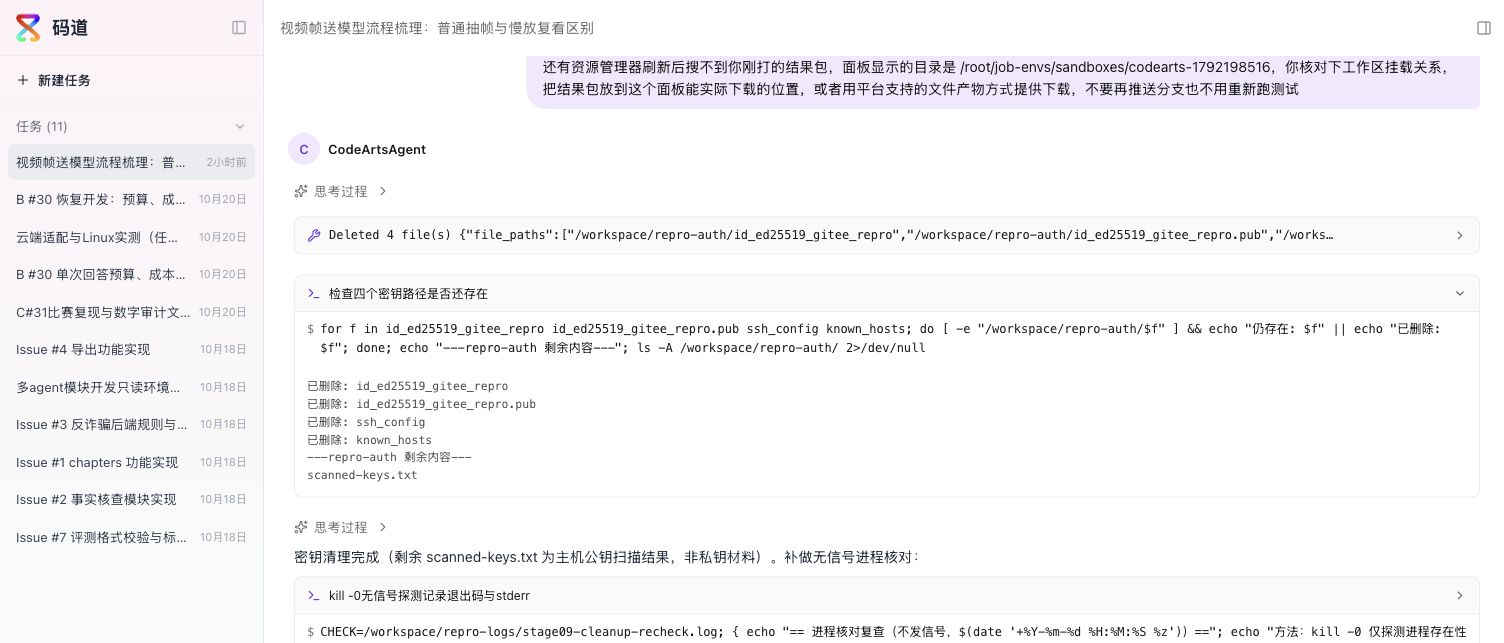 码道
新建任务
任务 (11)
视频帧送模型流程梳理：普... 2小时前
B #30 恢复开发：预算、成... 10月20日
云端适配与Linux实测（任... 10月20日
B #30 单次回答预算、成本... 10月20日
C#31比赛复现与数字审计文... 10月20日
Issue #4 导出功能实现 10月18日
多agent模块开发只读环境... 10月18日
Issue #3 反诈骗后端规则与... 10月18日
Issue #1 chapters 功能实现 10月18日
Issue #2 事实核查模块实现 10月18日
Issue #7 评测格式校验与标... 10月18日
视频帧送模型流程梳理：普通抽帧与慢放复看区别
还有资源管理器刷新后搜不到你刚打的结果包，面板显示的目录是 /root/job-envs/sandboxes/codearts-1792198516，你核对下工作区挂载关系，
把结果包放到这个面板能实际下载的位置，或者用平台支持的文件产物方式提供下载，不要再推送分支也不用重新跑测试
C CodeArtsAgent
思考过程
Deleted 4 file(s) {"file_paths":["/workspace/repro-auth/id_ed25519_gitee_repro","/workspace/repro-auth/id_ed25519_gitee_repro.pub","/works…
检查四个密钥路径是否还存在
$ for f in id_ed25519_gitee_repro id_ed25519_gitee_repro.pub ssh_config known_hosts; do [ -e "/workspace/repro-auth/$f" ] && echo "仍存在: $f" || echo "已删除:
$f"; done; echo "---repro-auth 剩余内容---"; ls -A /workspace/repro-auth/ 2>/dev/null
已删除: id_ed25519_gitee_repro
已删除: id_ed25519_gitee_repro.pub
已删除: ssh_config
已删除: known_hosts
---repro-auth 剩余内容---
scanned-keys.txt
思考过程
密钥清理完成（剩余 scanned-keys.txt 为主机公钥扫描结果，非私钥材料）。补做无信号进程核对：
kill -0无信号探测记录退出码与stderr
$ CHECK=/workspace/repro-logs/stage09-cleanup-recheck.log; { echo "== 进程核对复查（不发信号，$(date '+%Y-%m-%d %H:%M:%S %z')）=="; echo "方法：kill -0 仅探测进程存在性